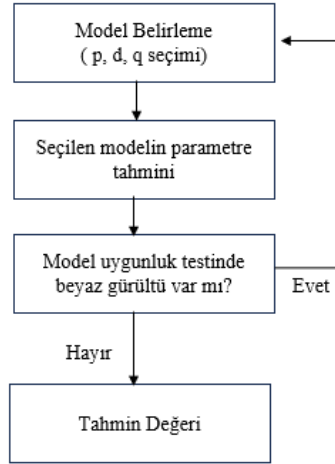 Model Belirleme
( p, d, q seçimi)
Seçilen modelin parametre
tahmini
Model uygunluk testinde
beyaz gürültü var mı?
Evet
Hayır
Tahmin Değeri